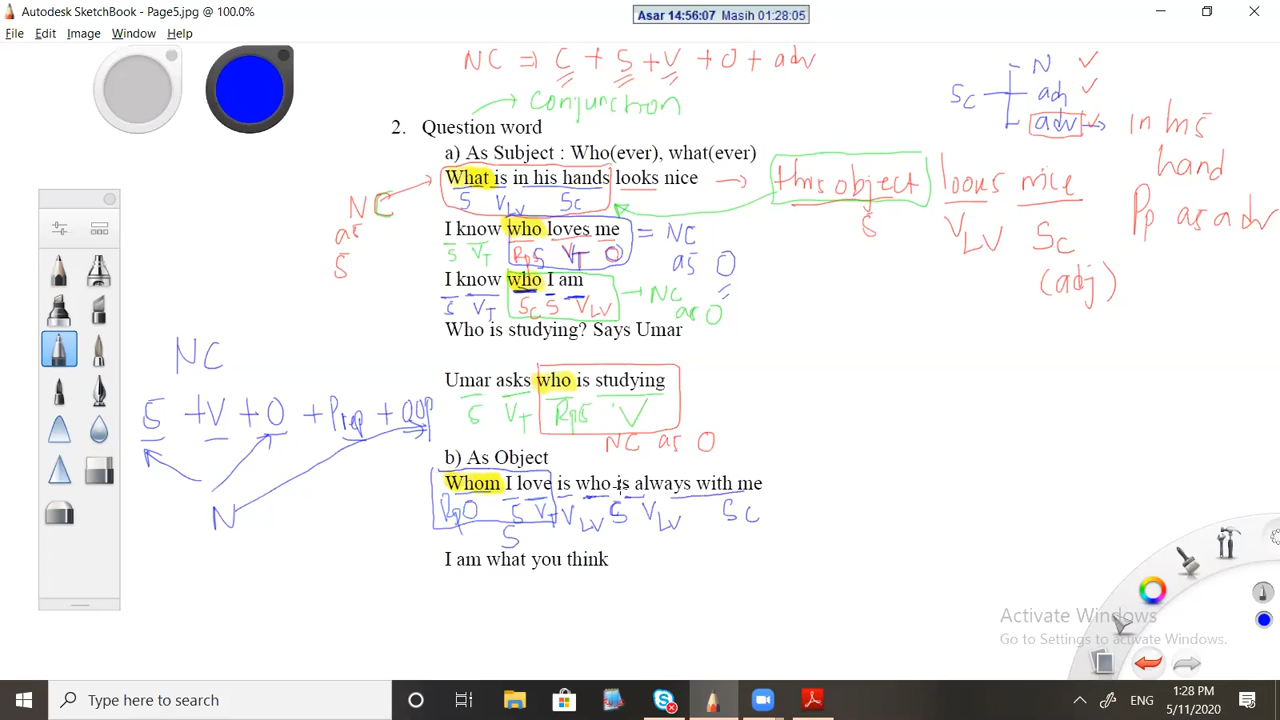 Autodesk SketchBook - Page5.jpg @ 100.0%
Asar 14:56:07 Masih 01:28:05
File Edit Image Window Help
NC ⇒ C + S + V + O + adv
→ Conjunction
Sc N ✓
adj ✓
adv ✓ → in his hand
Pp as adv
2. Question word
a) As Subject : Who(ever), what(ever)
What is in his hands looks nice → this object looks nice
S VLV Sc
S VLV Sc
(adj)
NC as S
I know who loves me = NC as O
S VT Rp S VT O
I know who I am → NC as O
S VT Sc S VLV
Who is studying? Says Umar
NC
S + V + O + Prep + OOP
N
Umar asks who is studying
S VT Rp S V
NC as O
b) As Object
Whom I love is who is always with me
Rp O S VT VLV S VLV Sc
S
I am what you think
Activate Windows
Go to Settings to activate Windows.
Type here to search
ENG
1:28 PM
5/11/2020